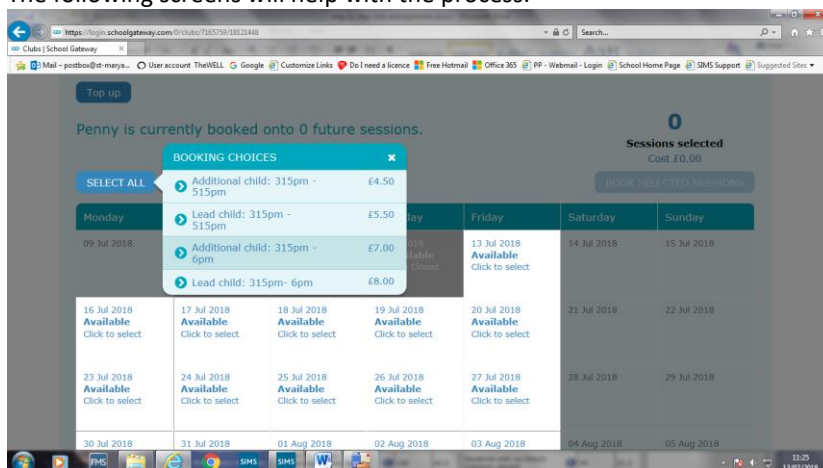 The following screens will help with the process.
https://login.schoolgateway.com/0/clubs/7165759/18121448
Search...
Clubs | School Gateway
Mail – postbox@st-marya... User account TheWELL Google Customize Links Do I need a licence Free Hotmail Office 365 PP - Webmail - Login School Home Page SIMS Support Suggested Sites
Top up
Penny is currently booked onto 0 future sessions.
0
Sessions selected
Cost £0.00
SELECT ALL
BOOK SELECTED SESSIONS
BOOKING CHOICES
Additional child: 315pm - £4.50
515pm
Lead child: 315pm - £5.50
515pm
Additional child: 315pm - £7.00
6pm
Lead child: 315pm- 6pm £8.00
Monday Friday Saturday Sunday
09 Jul 2018 13 Jul 2018 14 Jul 2018 15 Jul 2018
Available
Closed Click to select
16 Jul 2018 17 Jul 2018 18 Jul 2018 19 Jul 2018 20 Jul 2018 21 Jul 2018 22 Jul 2018
Available Available Available Available Available
Click to select Click to select Click to select Click to select Click to select
23 Jul 2018 24 Jul 2018 25 Jul 2018 26 Jul 2018 27 Jul 2018 28 Jul 2018 29 Jul 2018
Available Available Available Available Available
Click to select Click to select Click to select Click to select Click to select
30 Jul 2018 31 Jul 2018 01 Aug 2018 02 Aug 2018 03 Aug 2018 04 Aug 2018 05 Aug 2018
FMS SIMS SIMS
11:25
12/07/2018